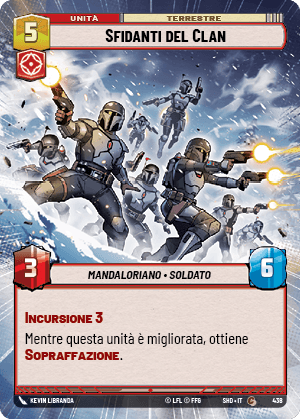 UNITÀ
TERRESTRE
5
SFIDANTI DEL CLAN
3
MANDALORIANO • SOLDATO
6
INCURSIONE 3
Mentre questa unità è migliorata, ottiene
SOPRAFFAZIONE.
KEVIN LIBRANDA
© LFL © FFG
SHD • IT
438